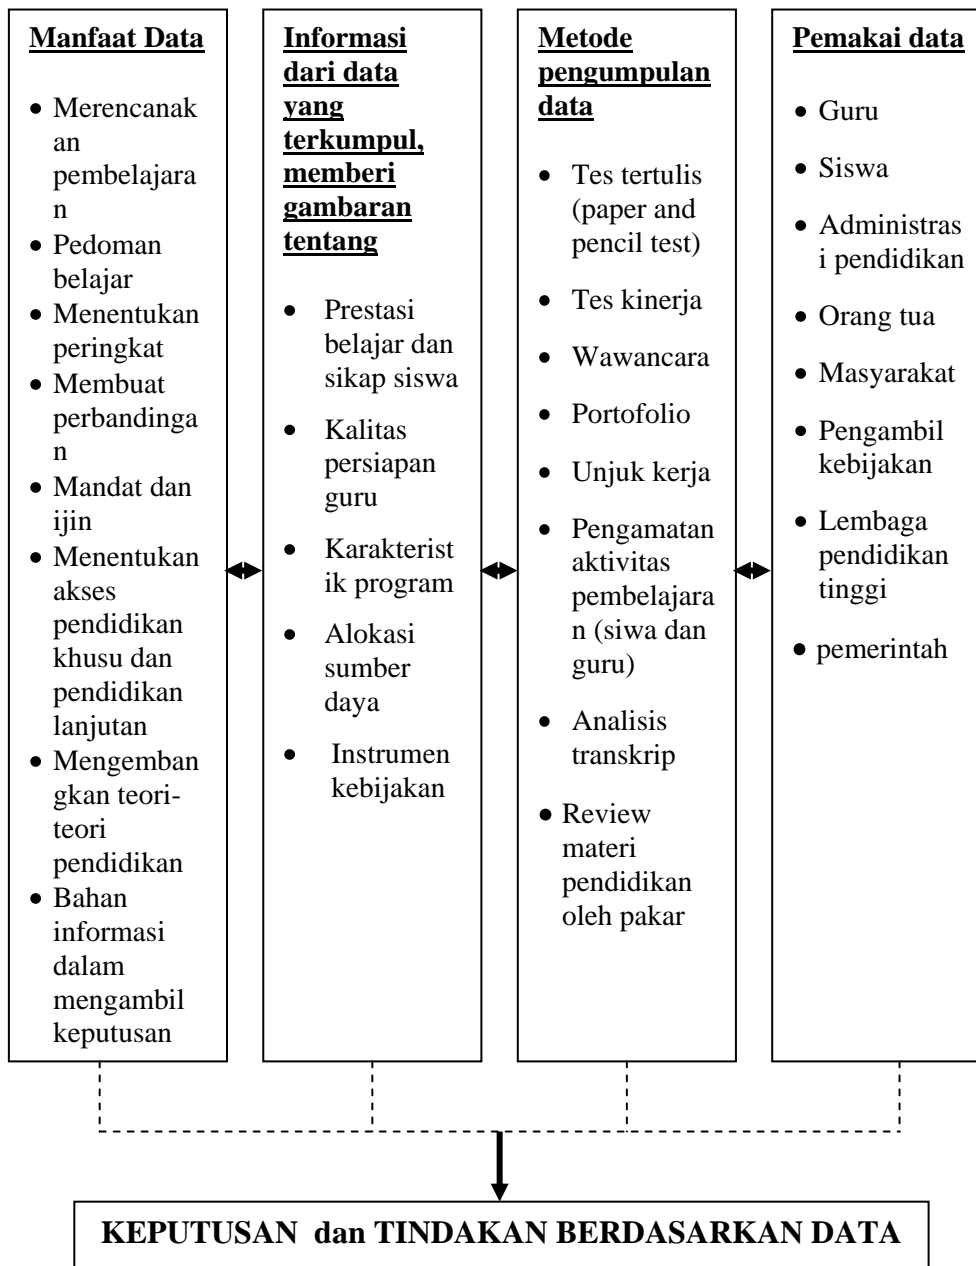 Manfaat Data
• Merencanak
an
pembelajara
n
• Pedoman
belajar
• Menentukan
peringkat
• Membuat
perbandinga
n
• Mandat dan
ijin
• Menentukan
akses
pendidikan
khusu dan
pendidikan
lanjutan
• Mengemban
gkan teori-
teori
pendidikan
• Bahan
informasi
dalam
mengambil
keputusan
Informasi
dari data
yang
terkumpul,
memberi
gambaran
tentang
• Prestasi
belajar dan
sikap siswa
• Kalitas
persiapan
guru
• Karakterist
ik program
• Alokasi
sumber
daya
• Instrumen
kebijakan
Metode
pengumpulan
data
• Tes tertulis
(paper and
pencil test)
• Tes kinerja
• Wawancara
• Portofolio
• Unjuk kerja
• Pengamatan
aktivitas
pembelajara
n (siwa dan
guru)
• Analisis
transkrip
• Review
materi
pendidikan
oleh pakar
Pemakai data
• Guru
• Siswa
• Administras
i pendidikan
• Orang tua
• Masyarakat
• Pengambil
kebijakan
• Lembaga
pendidikan
tinggi
• pemerintah
KEPUTUSAN dan TINDAKAN BERDASARKAN DATA